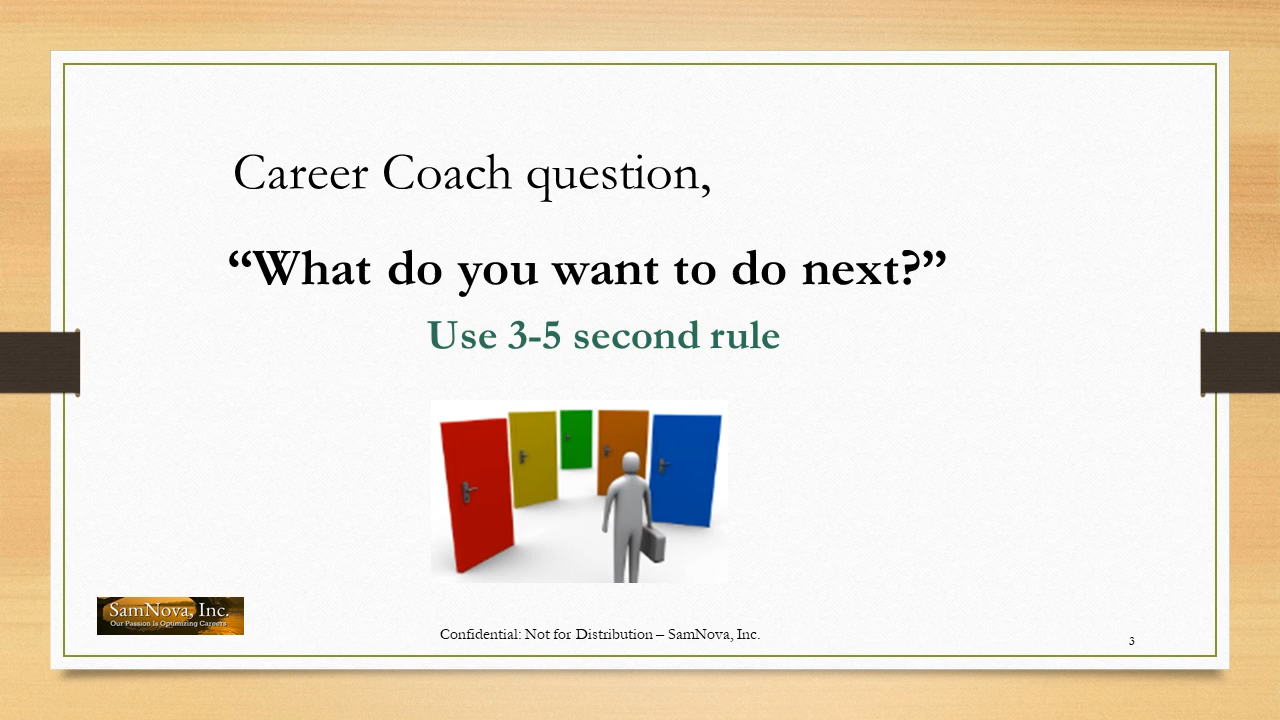 Career Coach question,
“What do you want to do next?”
Use 3-5 second rule
SamNova, Inc.
Our Passion Is Optimizing Careers
Confidential: Not for Distribution – SamNova, Inc.
3